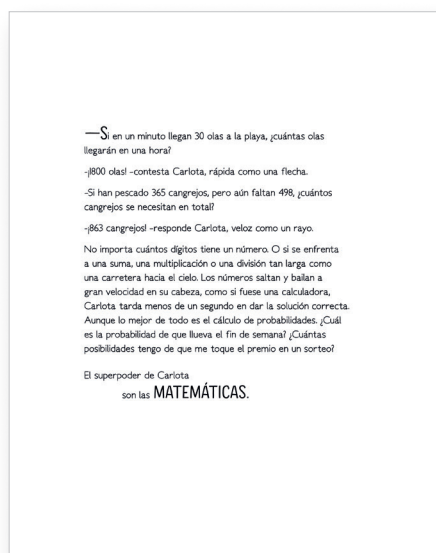 —Si en un minuto llegan 30 olas a la playa, ¿cuántas olas
llegarán en una hora?
-¡1800 olas! -contesta Carlota, rápida como una flecha.
-Si han pescado 365 cangrejos, pero aún faltan 498, ¿cuántos
cangrejos se necesitan en total?
-¡863 cangrejos! -responde Carlota, veloz como un rayo.
No importa cuántos dígitos tiene un número. O si se enfrenta
a una suma, una multiplicación o una división tan larga como
una carretera hacia el cielo. Los números saltan y bailan a
gran velocidad en su cabeza, como si fuese una calculadora,
Carlota tarda menos de un segundo en dar la solución correcta.
Aunque lo mejor de todo es el cálculo de probabilidades. ¿Cuál
es la probabilidad de que llueva el fin de semana? ¿Cuántas
posibilidades tengo de que me toque el premio en un sorteo?
El superpoder de Carlota
son las MATEMÁTICAS.